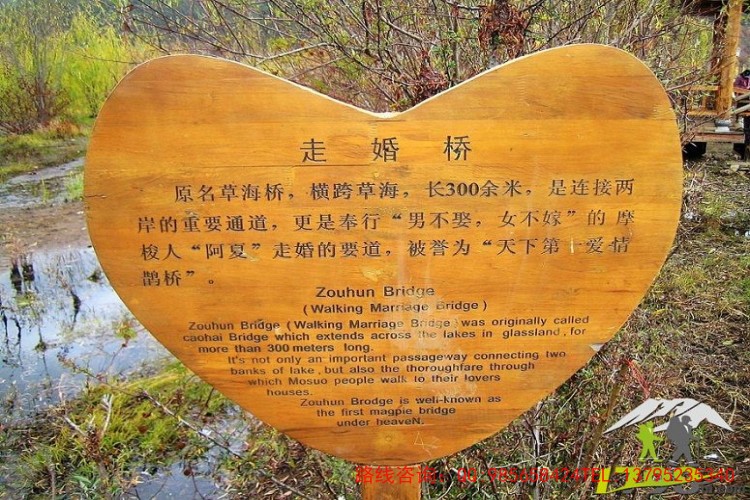 走婚桥
原名草海桥，横跨草海，长300余米，是连接两
岸的重要通道，更是奉行“男不娶，女不嫁”的摩
梭人“阿夏”走婚的要道，被誉为“天下第一爱情
鹊桥”。
Zouhun Bridge
(Walking Marriage Bridge)
Zouhun Bridge (Walking Marriage Bridge) was originally called
caohai Bridge which extends across the lakes in glassland, for
more than 300 meters long.
It's not only an important passageway connecting two
banks of lake, but also the thoroughfare through
which Mosuo people walk to their lovers
houses.
Zouhun Brodge is well-known as
the first magpie bridge
under heaveN.
路线咨询：QQ